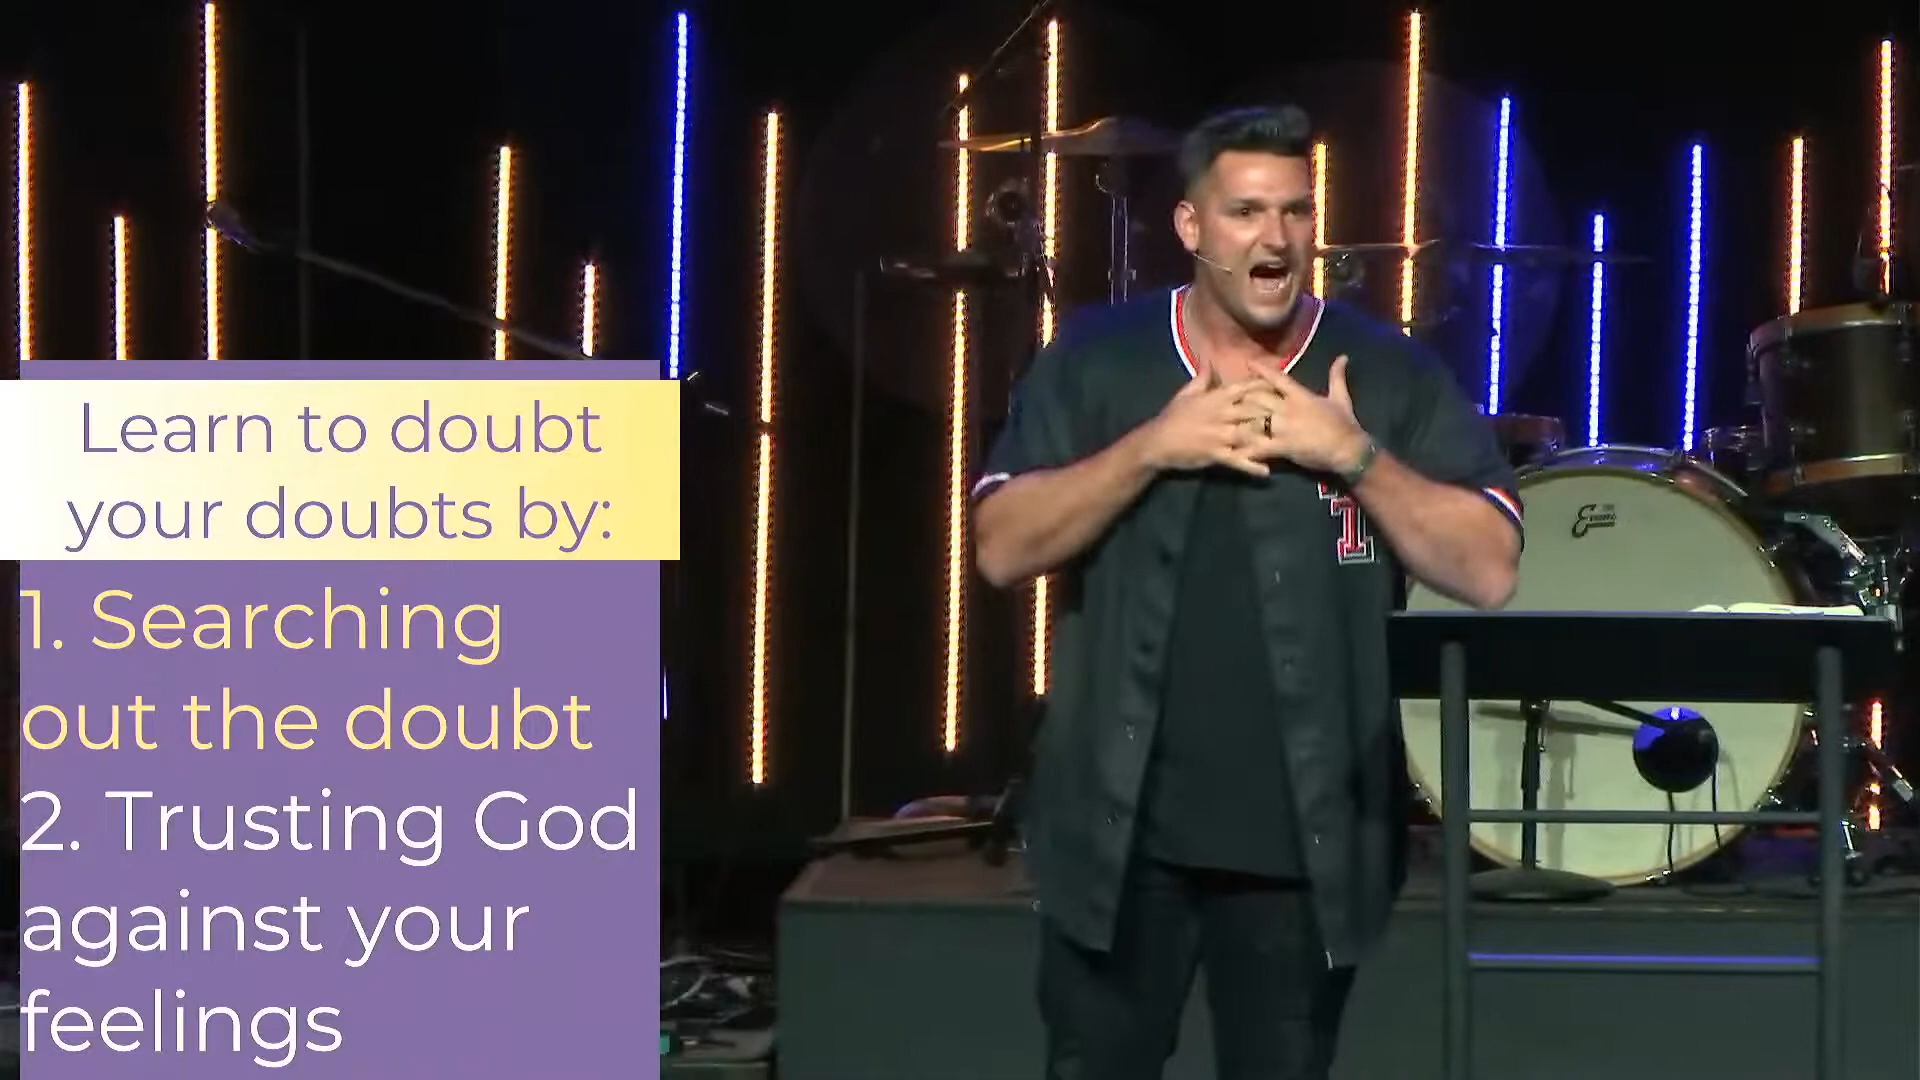 Learn to doubt
your doubts by:
1. Searching
out the doubt
2. Trusting God
against your
feelings